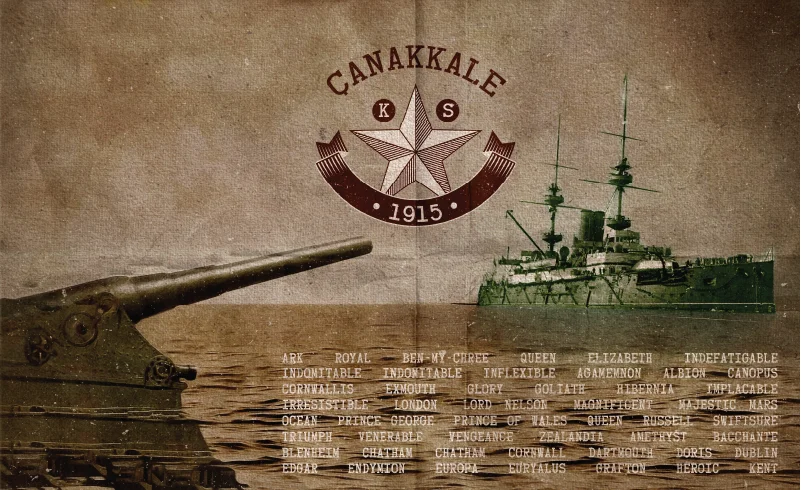 ÇANAKKALE
K S
1915
ARK ROYAL BEN-MY-CHREE QUEEN ELIZABETH INDEFATIGABLE
INDOMITABLE INDOMITABLE INFLEXIBLE AGAMEMNON ALBION CANOPUS
CORNWALLIS EXMOUTH GLORY GOLIATH HIBERNIA IMPLACABLE
IRRESISTIBLE LONDON LORD NELSON MAGNIFICENT MAJESTIC MARS
OCEAN PRINCE GEORGE PRINCE OF WALES QUEEN RUSSELL SWIFTSURE
TRIUMPH VENERABLE VENGEANCE ZEALANDIA AMETHYST BACCHANTE
BLENHEIM CHATHAM CHATHAM CORNWALL DARTMOUTH DORIS DUBLIN
EDGAR ENDYMION EUROPA EURYALUS GRAFTON HEROIC KENT